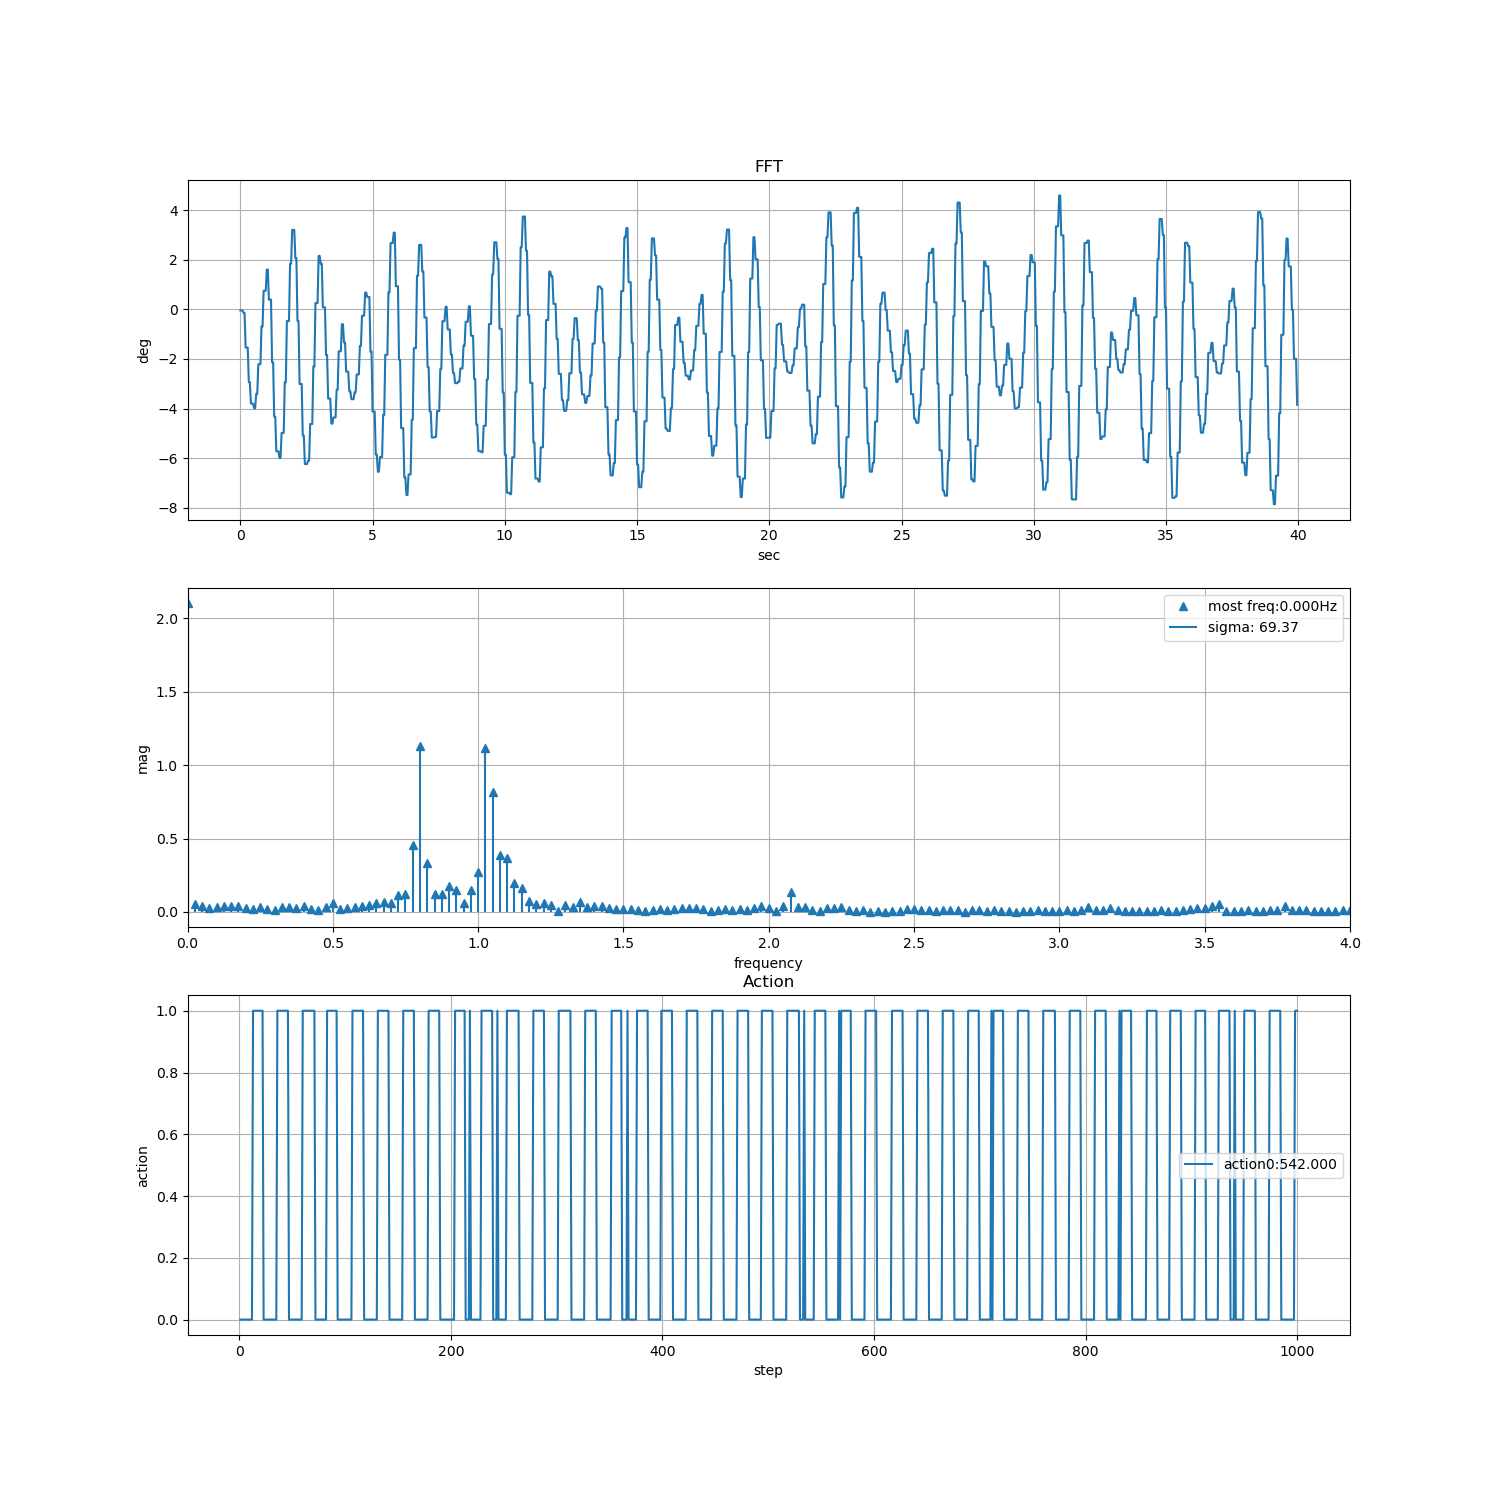 FFT
4
2
0
−2
−4
−6
−8
deg
0 5 10 15 20 25 30 35 40
sec
2.0
1.5
1.0
0.5
0.0
mag
most freq:0.000Hz
sigma: 69.37
0.0 0.5 1.0 1.5 2.0 2.5 3.0 3.5 4.0
frequency
Action
1.0
0.8
0.6
0.4
0.2
0.0
action
action0:542.000
0 200 400 600 800 1000
step